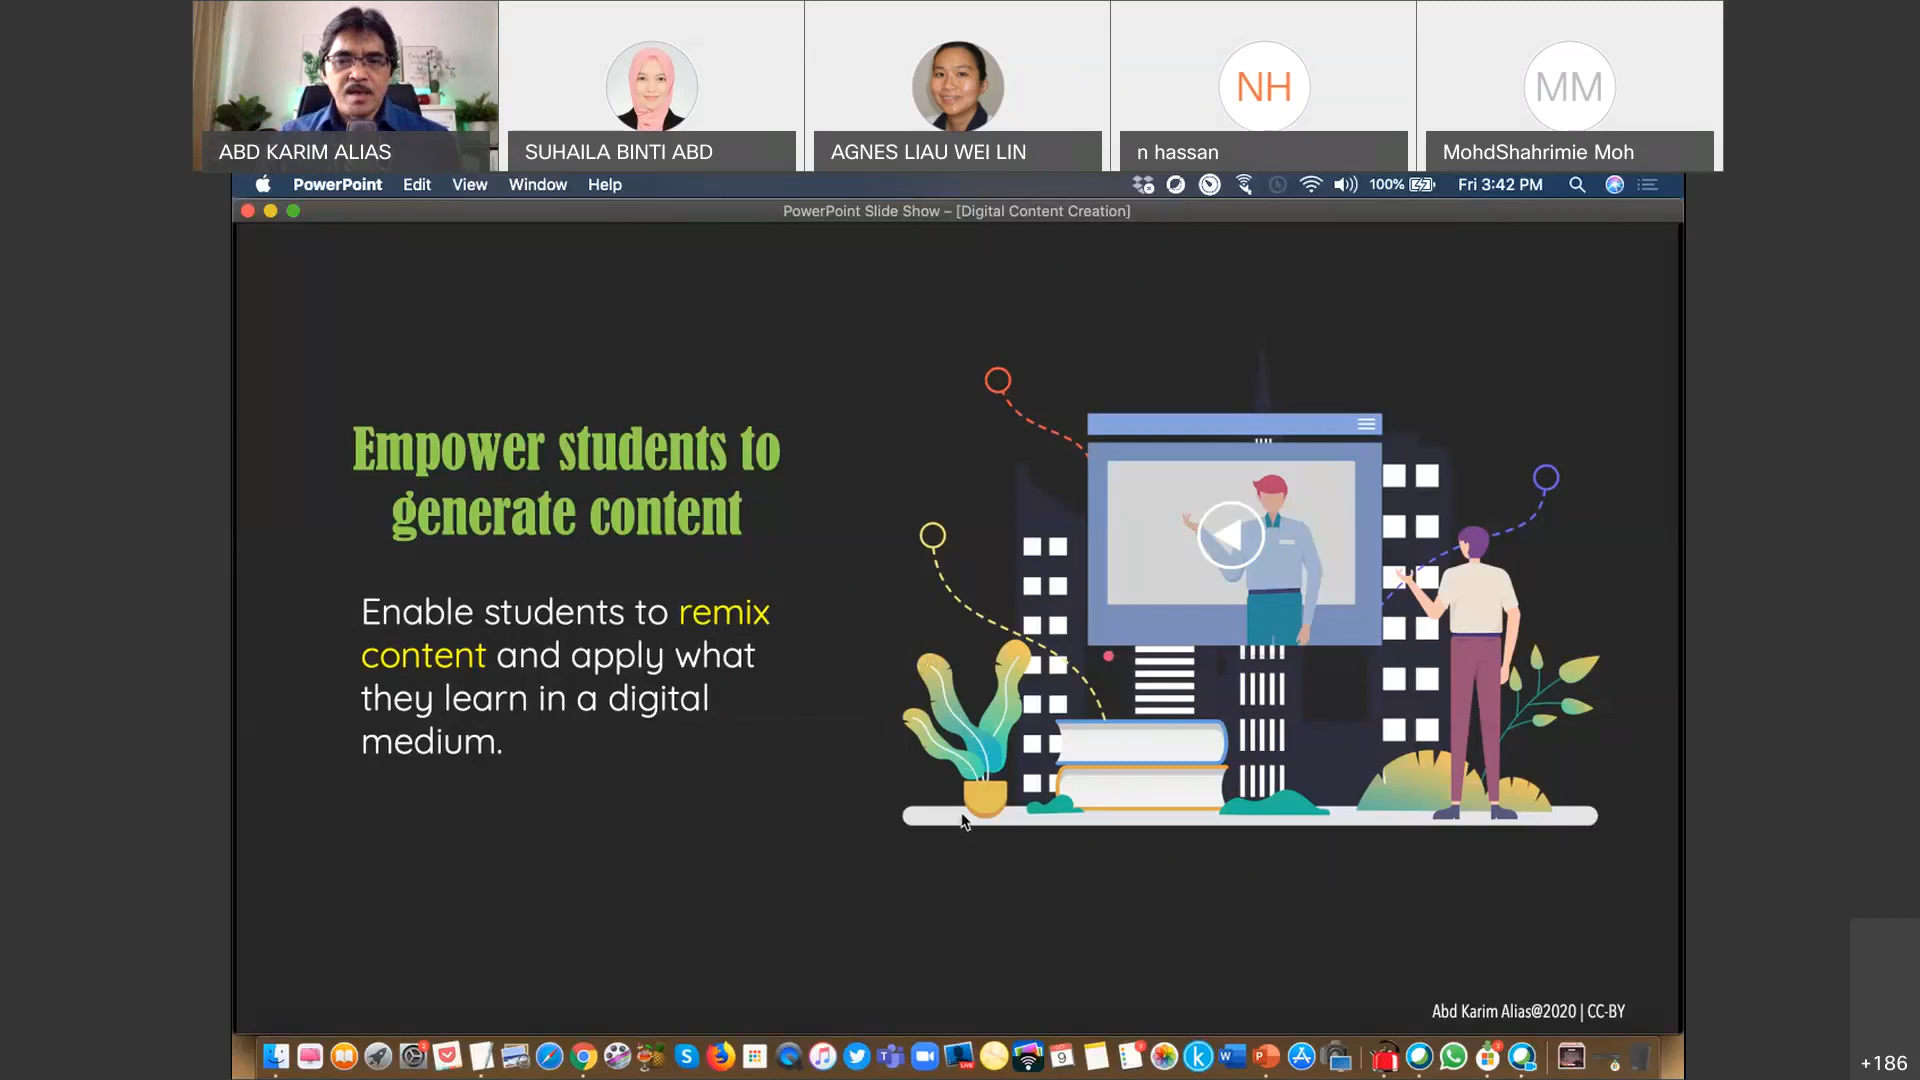 ABD KARIM ALIAS
SUHAILA BINTI ABD
AGNES LIAU WEI LIN
NH
n hassan
MM
MohdShahrimie Moh
PowerPoint Edit View Window Help
100% Fri 3:42 PM
PowerPoint Slide Show – [Digital Content Creation]
Empower students to
generate content
Enable students to remix
content and apply what
they learn in a digital
medium.
Abd Karim Alias@2020 | CC-BY
9
+186